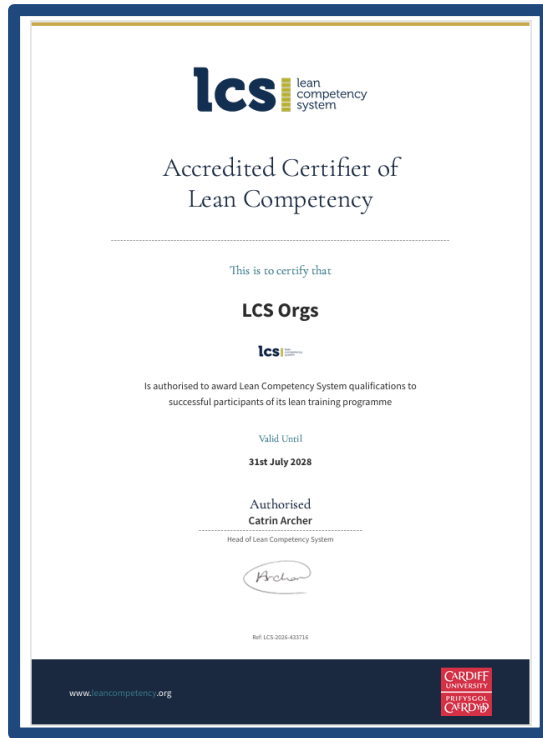 lcs lean
competency
system
Accredited Certifier of
Lean Competency
This is to certify that
LCS Orgs
lcs
Is authorised to award Lean Competency System qualifications to
successful participants of its lean training programme
Valid Until
31st July 2028
Authorised
Catrin Archer
Head of Lean Competency System
Archer
Ref: LCS-2026-433716
www.leancompetency.org
CARDIFF
UNIVERSITY
PRIFYSGOL
CAERDYDD